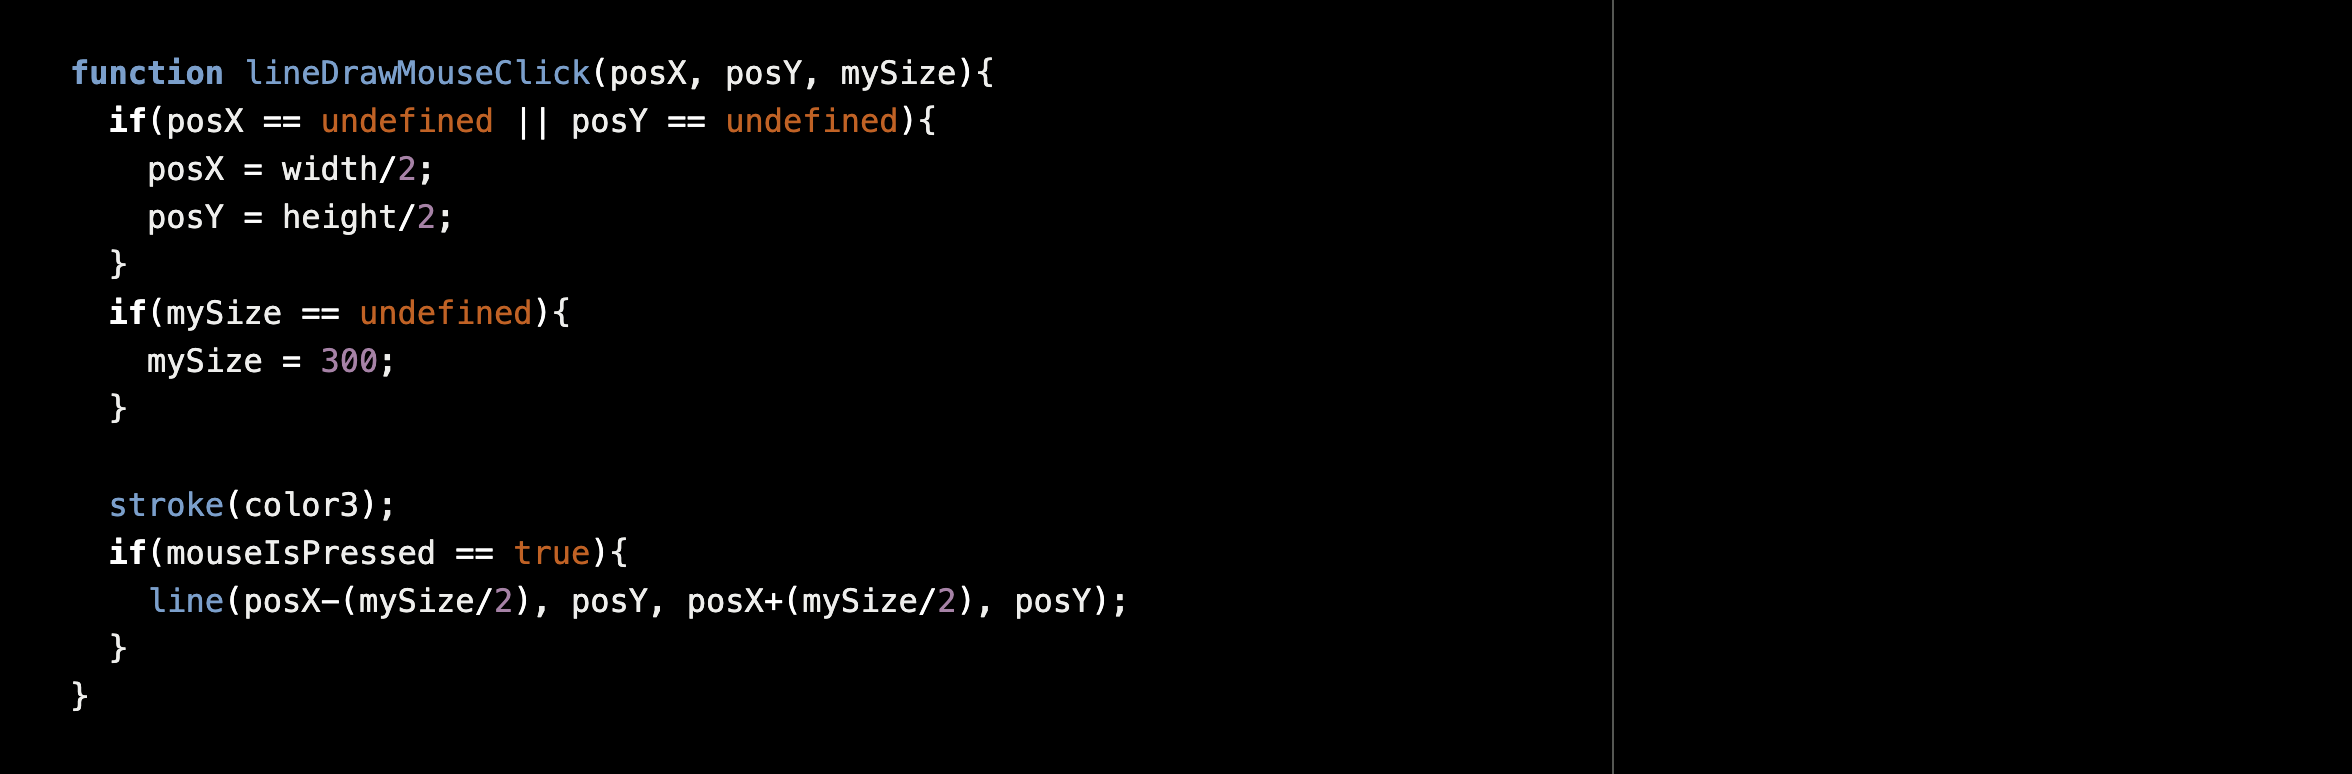 function lineDrawMouseClick(posX, posY, mySize){
  if(posX == undefined || posY == undefined){
    posX = width/2;
    posY = height/2;
  }
  if(mySize == undefined){
    mySize = 300;
  }

  stroke(color3);
  if(mouseIsPressed == true){
    line(posX-(mySize/2), posY, posX+(mySize/2), posY);
  }
}